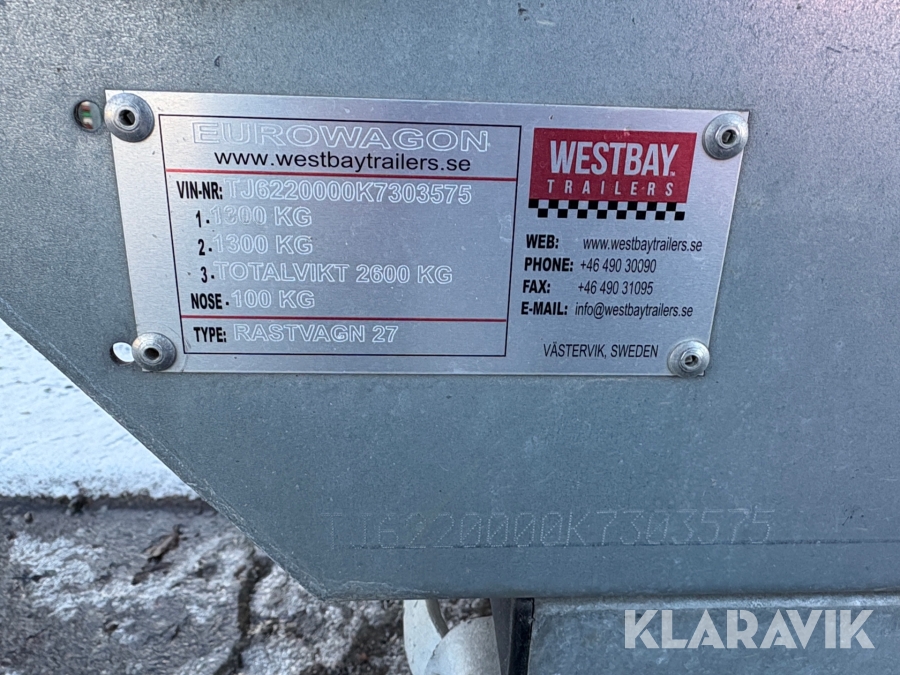 EUROWAGON
www.westbaytrailers.se
VIN-NR: TJ6220000K7303575
1. 1300 KG
2. 1300 KG
3. TOTALVIKT 2600 KG
NOSE. 100 KG
TYPE: RASTVAGN 27
WESTBAY™
TRAILERS
WEB: www.westbaytrailers.se
PHONE: +46 490 30090
FAX: +46 490 31095
E-MAIL: info@westbaytrailers.se
VÄSTERVIK, SWEDEN
TJ6220000K7303575
KLARAVIK